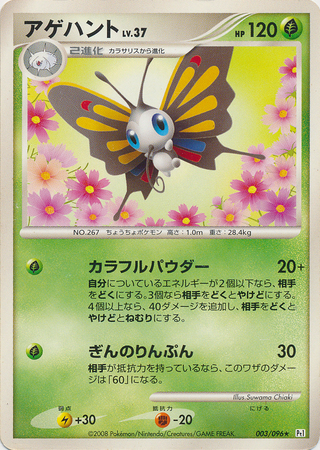 アゲハント LV.37 HP 120
2進化 カラサリスから進化
NO.267 ちょうちょポケモン 高さ:1.0m 重さ:28.4kg
カラフルパウダー 20+
自分についているエネルギーが2個以下なら、相手
をどくにする。3個なら相手をどくとやけどにする。
4個以上なら、40ダメージを追加し、相手をどくと
やけどとねむりにする。
ぎんのりんぷん 30
相手が抵抗力を持っているなら、このワザのダメー
ジは「60」になる。
Illus. Suwama Chiaki
弱点 抵抗力 にげる
+30 -20
©2008 Pokémon/Nintendo/Creatures/GAME FREAK. 003/096★ Pt1